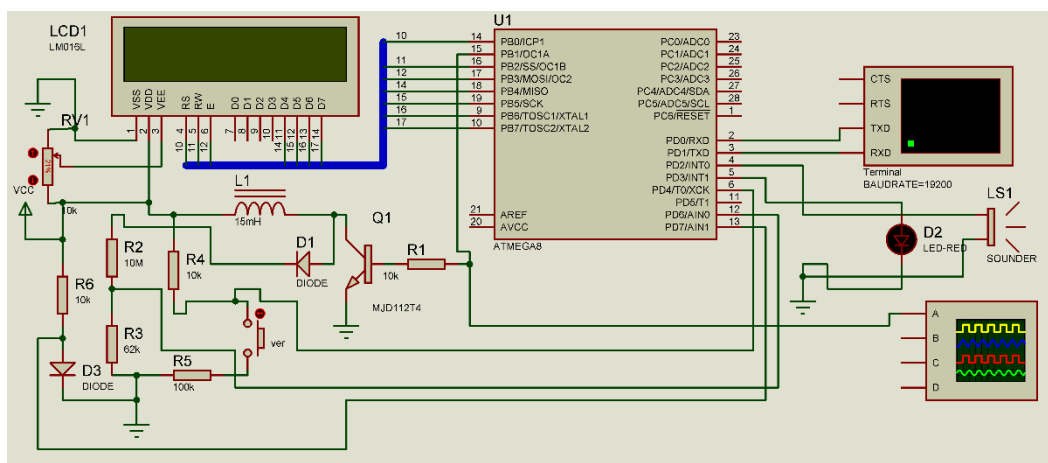 LCD1
LM016L
VSS VDD VEE RS RW E D0 D1 D2 D3 D4 D5 D6 D7
1 2 3 4 5 6 7 8 9 10 11 12 13 14
10 11 12 14 15 16 17
RV1
21%
10k
VCC
R6
10k
D3
DIODE
R2
10M
R3
62k
R4
10k
R5
100k
L1
15mH
D1
DIODE
Q1
MJD112T4
R1
10k
ver
U1
10 14 PB0/ICP1 PC0/ADC0 23
15 PB1/OC1A PC1/ADC1 24
11 16 PB2/SS/OC1B PC2/ADC2 25
12 17 PB3/MOSI/OC2 PC3/ADC3 26
14 18 PB4/MISO PC4/ADC4/SDA 27
15 19 PB5/SCK PC5/ADC5/SCL 28
16 9 PB6/TOSC1/XTAL1 PC6/RESET 1
17 10 PB7/TOSC2/XTAL2
PD0/RXD 2
PD1/TXD 3
PD2/INT0 4
PD3/INT1 5
PD4/T0/XCK 6
PD5/T1 11
21 AREF PD6/AIN0 12
20 AVCC PD7/AIN1 13
ATMEGA8
CTS
RTS
TXD
RXD
Terminal
BAUDRATE=19200
LS1
SOUNDER
D2
LED-RED
A
B
C
D